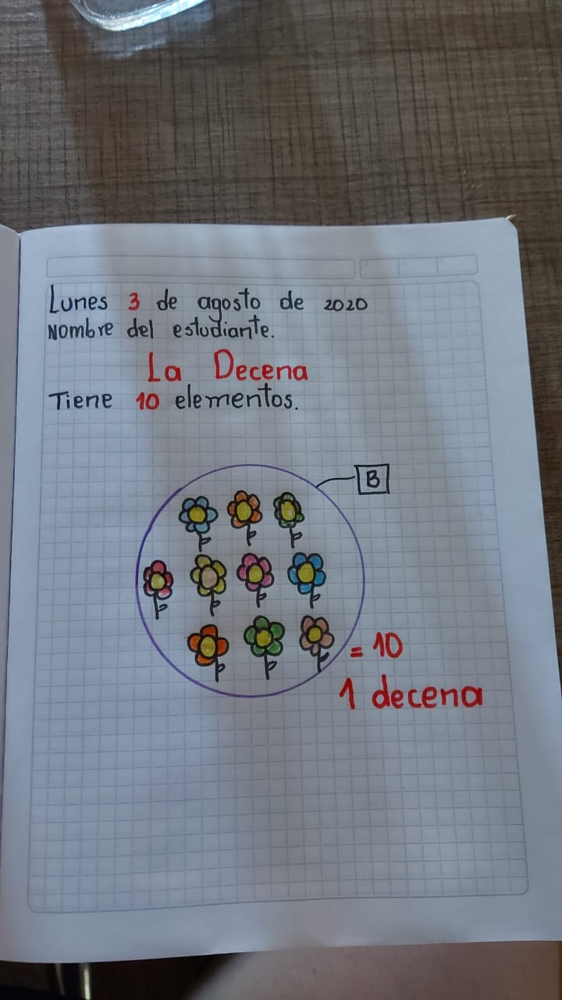 Lunes 3 de agosto de 2020
Nombre del estudiante.
La Decena
Tiene 10 elementos.
B
= 10
1 decena